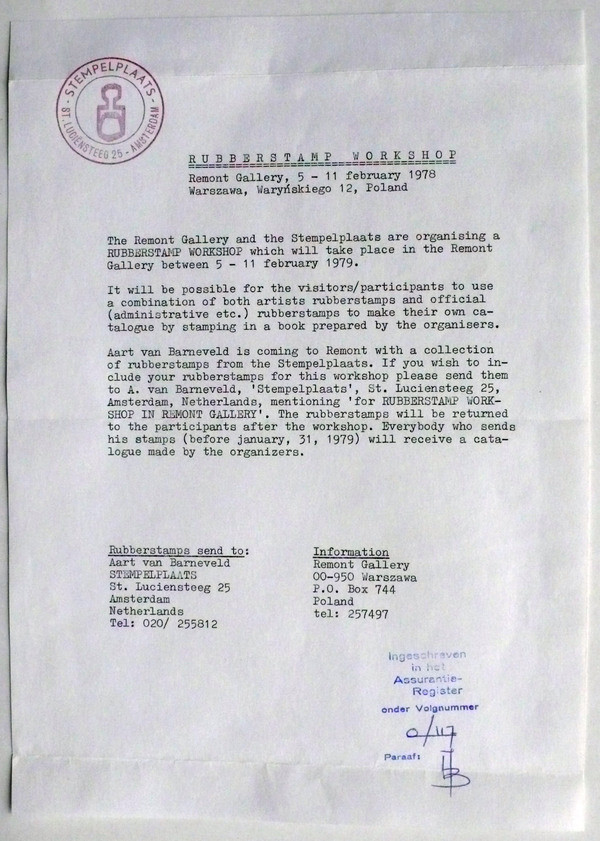 STEMPELPLAATS
ST. LUCIËNSTEEG 25 - AMSTERDAM
RUBBERSTAMP WORKSHOP
Remont Gallery, 5 - 11 february 1978
Warszawa, Waryńskiego 12, Poland
The Remont Gallery and the Stempelplaats are organising a
RUBBERSTAMP WORKSHOP which will take place in the Remont
Gallery between 5 - 11 february 1979.
It will be possible for the visitors/participants to use
a combination of both artists rubberstamps and official
(administrative etc.) rubberstamps to make their own ca-
talogue by stamping in a book prepared by the organisers.
Aart van Barneveld is coming to Remont with a collection
of rubberstamps from the Stempelplaats. If you wish to in-
clude your rubberstamps for this workshop please send them
to A. van Barneveld, 'Stempelplaats', St. Luciensteeg 25,
Amsterdam, Netherlands, mentioning 'for RUBBERSTAMP WORK-
SHOP IN REMONT GALLERY'. The rubberstamps will be returned
to the participants after the workshop. Everybody who sends
his stamps (before january, 31, 1979) will receive a cata-
logue made by the organizers.
Rubberstamps send to:
Aart van Barneveld
STEMPELPLAATS
St. Luciensteeg 25
Amsterdam
Netherlands
Tel: 020/ 255812
Information
Remont Gallery
00-950 Warszawa
P.O. Box 744
Poland
tel: 257497
Ingeschreven
in het
Assurantie-
Register
onder Volgnummer
0/117
Paraaf: